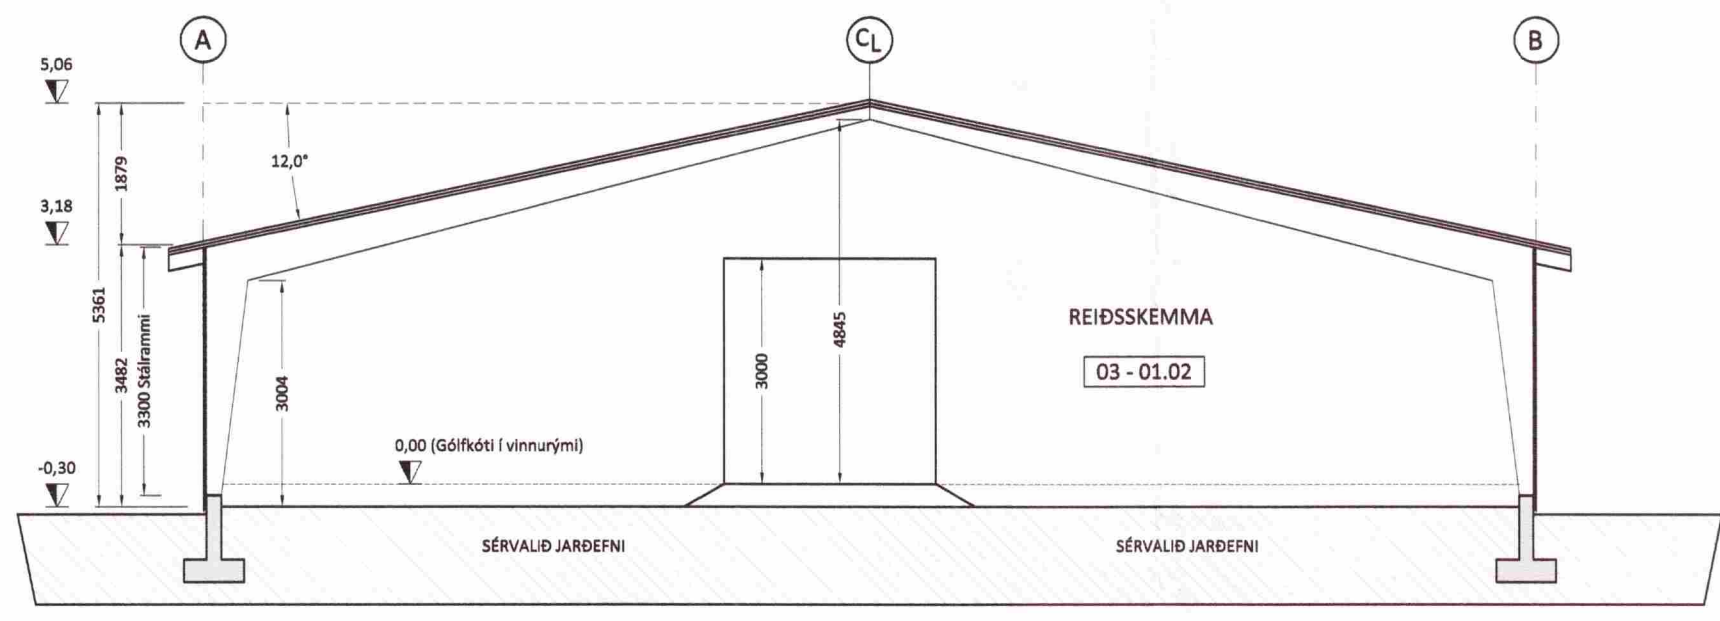 A
CL
B
5,06
12,0°
1879
3,18
5361
3482
3300 Stálrammi
3004
3000
4845
REIÐSSKEMMA
03 - 01.02
0,00 (Gólfkóti í vinnurými)
-0,30
SÉRVALIÐ JARÐEFNI
SÉRVALIÐ JARÐEFNI